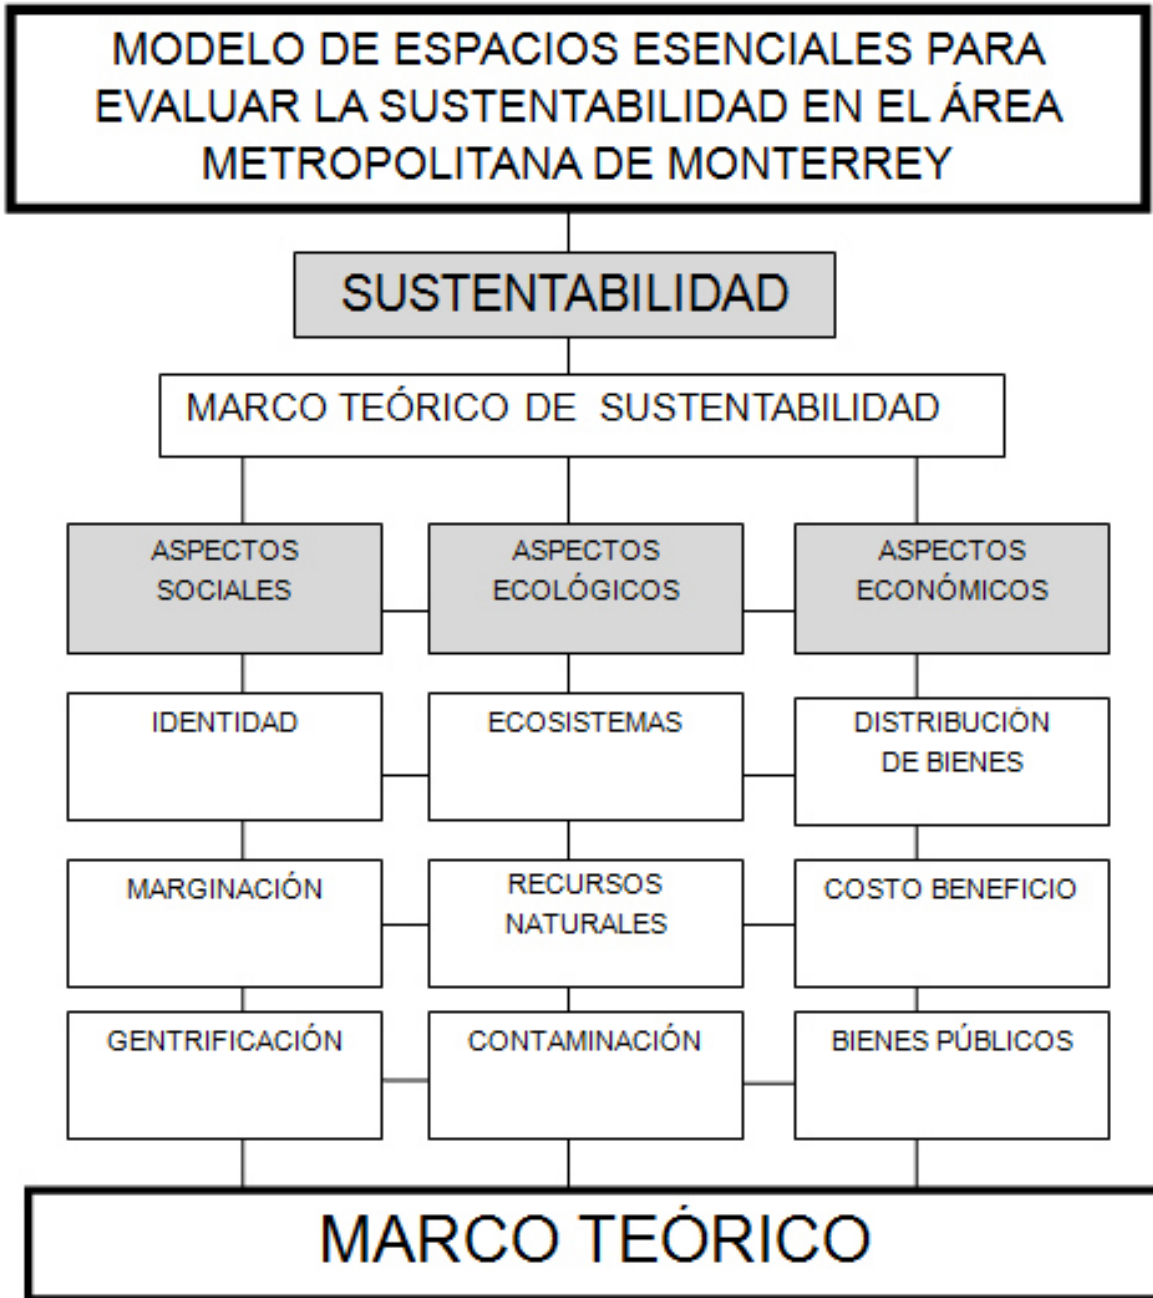 MODELO DE ESPACIOS ESENCIALES PARA
EVALUAR LA SUSTENTABILIDAD EN EL ÁREA
METROPOLITANA DE MONTERREY
SUSTENTABILIDAD
MARCO TEÓRICO DE SUSTENTABILIDAD
ASPECTOS
SOCIALES
ASPECTOS
ECOLÓGICOS
ASPECTOS
ECONÓMICOS
IDENTIDAD
ECOSISTEMAS
DISTRIBUCIÓN
DE BIENES
MARGINACIÓN
RECURSOS
NATURALES
COSTO BENEFICIO
GENTRIFICACIÓN
CONTAMINACIÓN
BIENES PÚBLICOS
MARCO TEÓRICO